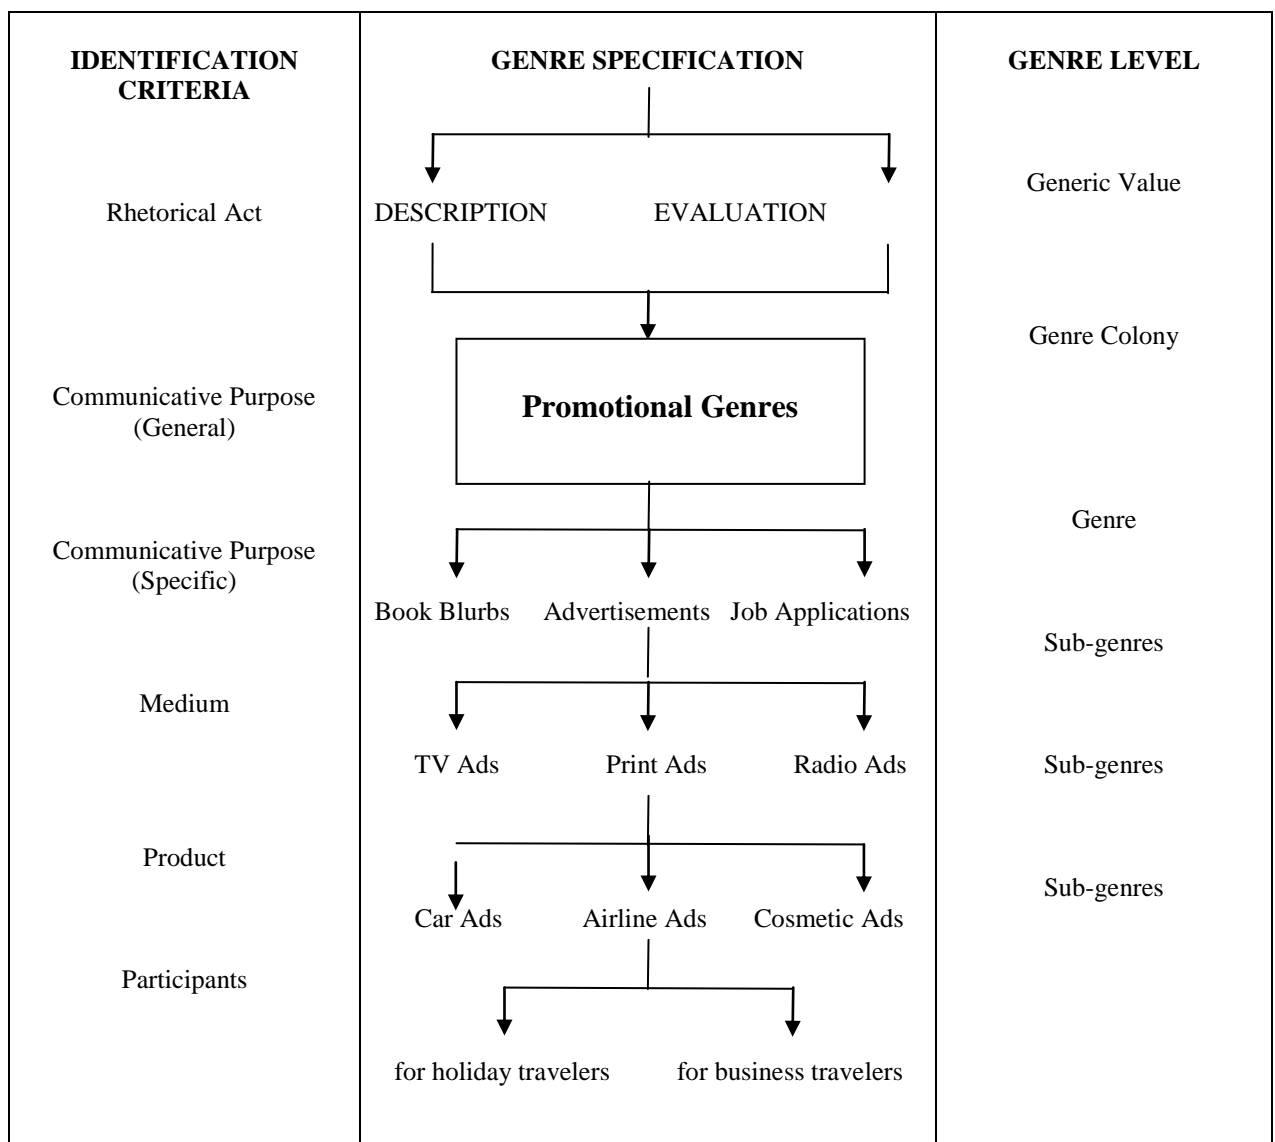 IDENTIFICATION
CRITERIA
GENRE SPECIFICATION
GENRE LEVEL
Generic Value
Rhetorical Act
DESCRIPTION
EVALUATION
Genre Colony
Communicative Purpose
(General)
Promotional Genres
Genre
Communicative Purpose
(Specific)
Book Blurbs
Advertisements
Job Applications
Sub-genres
Medium
TV Ads
Print Ads
Radio Ads
Sub-genres
Product
Sub-genres
Car Ads
Airline Ads
Cosmetic Ads
Participants
for holiday travelers
for business travelers